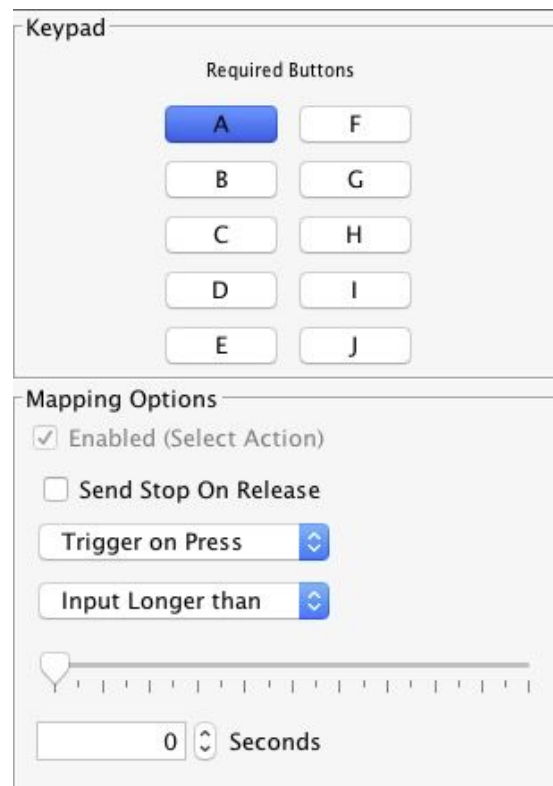 Keypad
Required Buttons
A F
B G
C H
D I
E J
Mapping Options
Enabled (Select Action)
Send Stop On Release
Trigger on Press
Input Longer than
0 Seconds